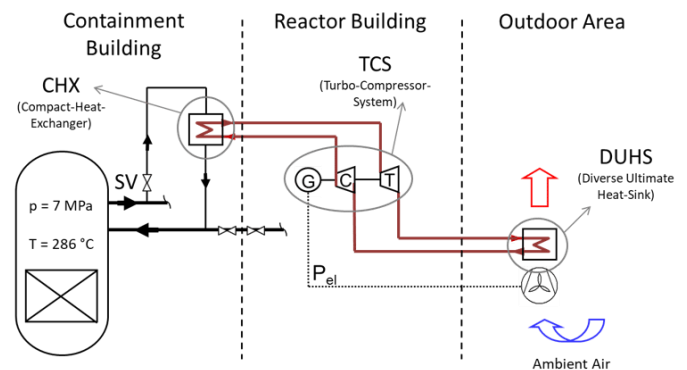 Containment
Building
Reactor Building
Outdoor Area
CHX
(Compact-Heat-
Exchanger)
TCS
(Turbo-Compressor-
System)
DUHS
(Diverse Ultimate
Heat-Sink)
SV
p = 7 MPa
T = 286 °C
G
C
T
Pel
Ambient Air